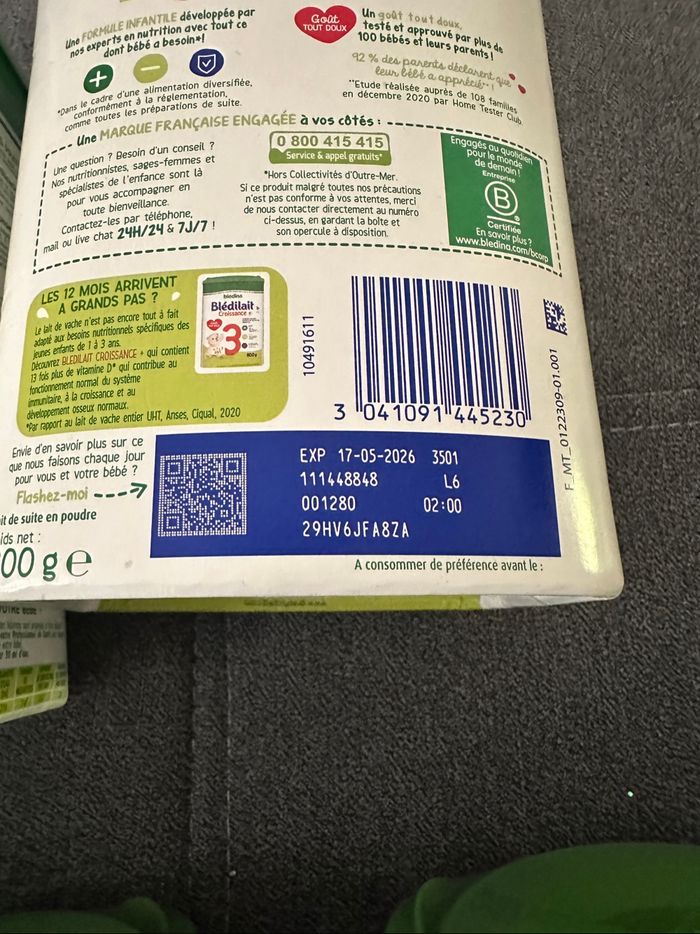 Une FORMULE INFANTILE développée par
nos experts en nutrition avec tout ce
dont bébé a besoin*!
*Dans le cadre d'une alimentation diversifiée,
conformément à la réglementation,
comme toutes les préparations de suite.
Goût
TOUT DOUX
Un goût tout doux,
testé et approuvé par plus de
100 bébés et leurs parents !
92 % des parents déclarent que
leur bébé a apprécié** !
**Etude réalisée auprès de 108 familles
en décembre 2020 par Home Tester Club.
Une MARQUE FRANÇAISE ENGAGÉE à vos côtés :
Une question ? Besoin d'un conseil ?
Nos nutritionnistes, sages-femmes et
spécialistes de l'enfance sont là
pour vous accompagner en
toute bienveillance.
Contactez-les par téléphone,
mail ou live chat 24H/24 & 7J/7 !
0 800 415 415
Service & appel gratuits*
*Hors Collectivités d'Outre-Mer.
Si ce produit malgré toutes nos précautions
n'est pas conforme à vos attentes, merci
de nous contacter directement au numéro
ci-dessus, en gardant la boîte et
son opercule à disposition.
Engagés au quotidien
pour le monde
de demain !
Entreprise
B
Certifiée
En savoir plus ?
www.bledina.com/bcorp
LES 12 MOIS ARRIVENT
A GRANDS PAS ?
Le lait de vache n'est pas encore tout à fait
adapté aux besoins nutritionnels spécifiques des
jeunes enfants de 1 à 3 ans.
Découvrez BLEDILAIT CROISSANCE + qui contient
13 fois plus de vitamine D* qui contribue au
fonctionnement normal du système
immunitaire, à la croissance et au
développement osseux normaux.
*Par rapport au lait de vache entier UHT, Anses, Ciqual, 2020
bledina
Blédilait
Croissance +
3
800g
10491611
3 041091 445230
F_MT_0122309-01.001
Envie d'en savoir plus sur ce
que nous faisons chaque jour
pour vous et votre bébé ?
Flashez-moi
EXP 17-05-2026 3501
111448848 L6
001280 02:00
29HV6JFA8ZA
it de suite en poudre
ids net :
00 g e
A consommer de préférence avant le :